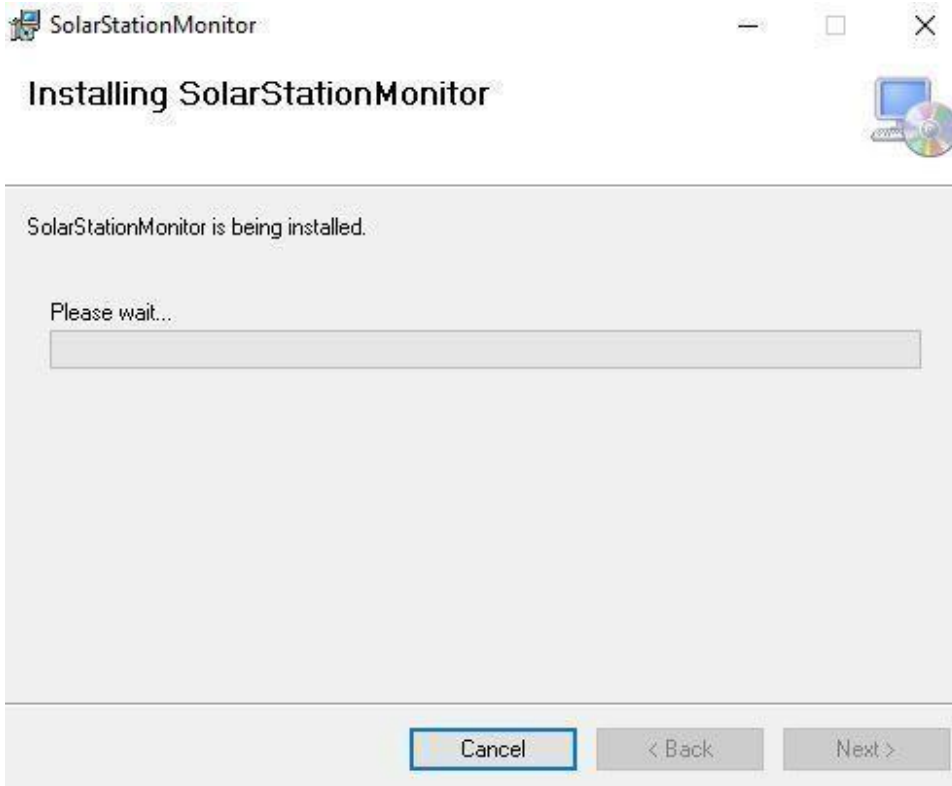 SolarStationMonitor
Installing SolarStationMonitor
SolarStationMonitor is being installed.
Please wait...
Cancel
< Back
Next >